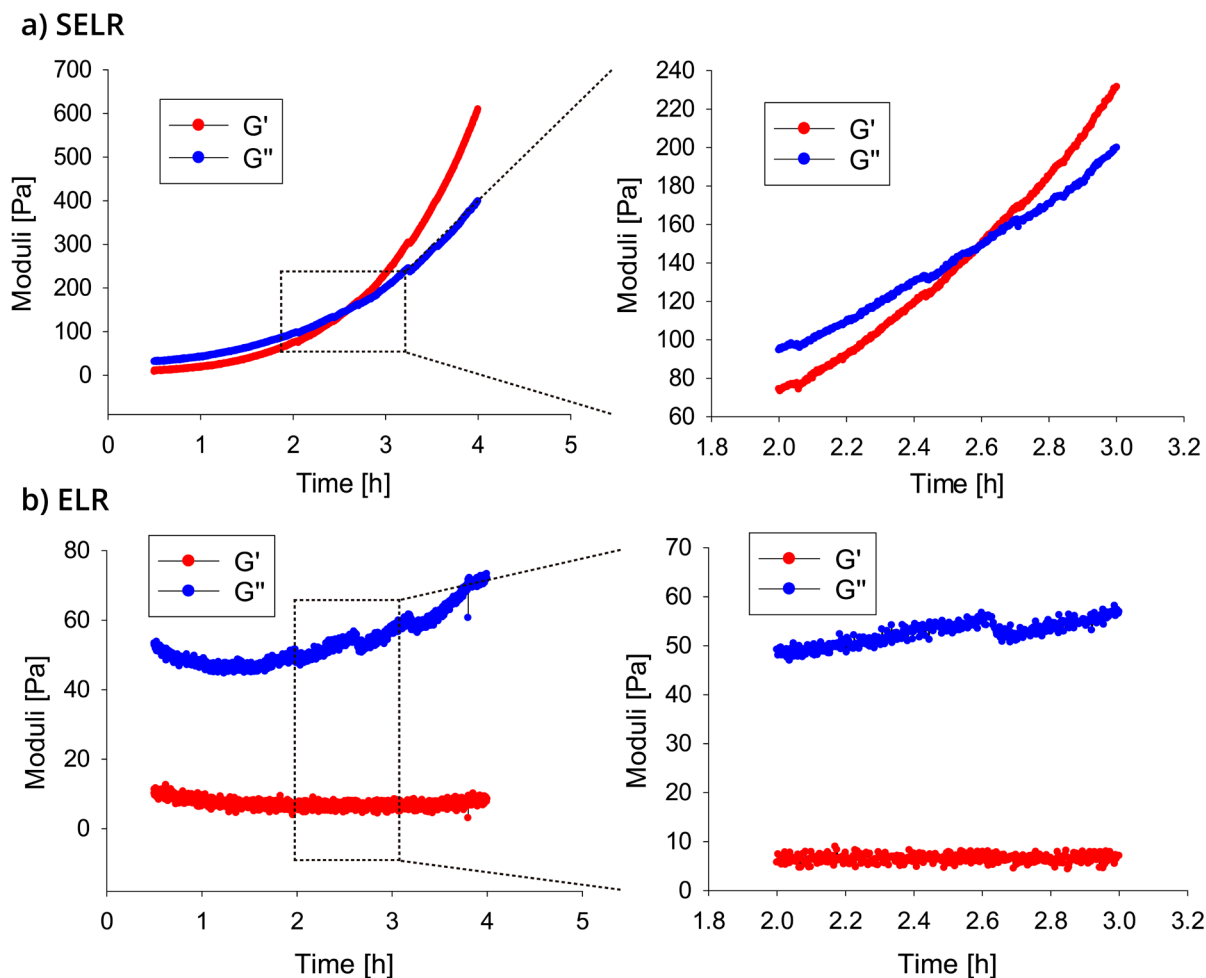 a) SELR
700
600
500
400
300
200
100
0
Moduli [Pa]
G'
G"
0 1 2 3 4 5
Time [h]
240
220
200
180
160
140
120
100
80
60
Moduli [Pa]
G'
G"
1.8 2.0 2.2 2.4 2.6 2.8 3.0 3.2
Time [h]
b) ELR
80
60
40
20
0
Moduli [Pa]
G'
G"
0 1 2 3 4 5
Time [h]
70
60
50
40
30
20
10
0
Moduli [Pa]
G'
G"
1.8 2.0 2.2 2.4 2.6 2.8 3.0 3.2
Time [h]